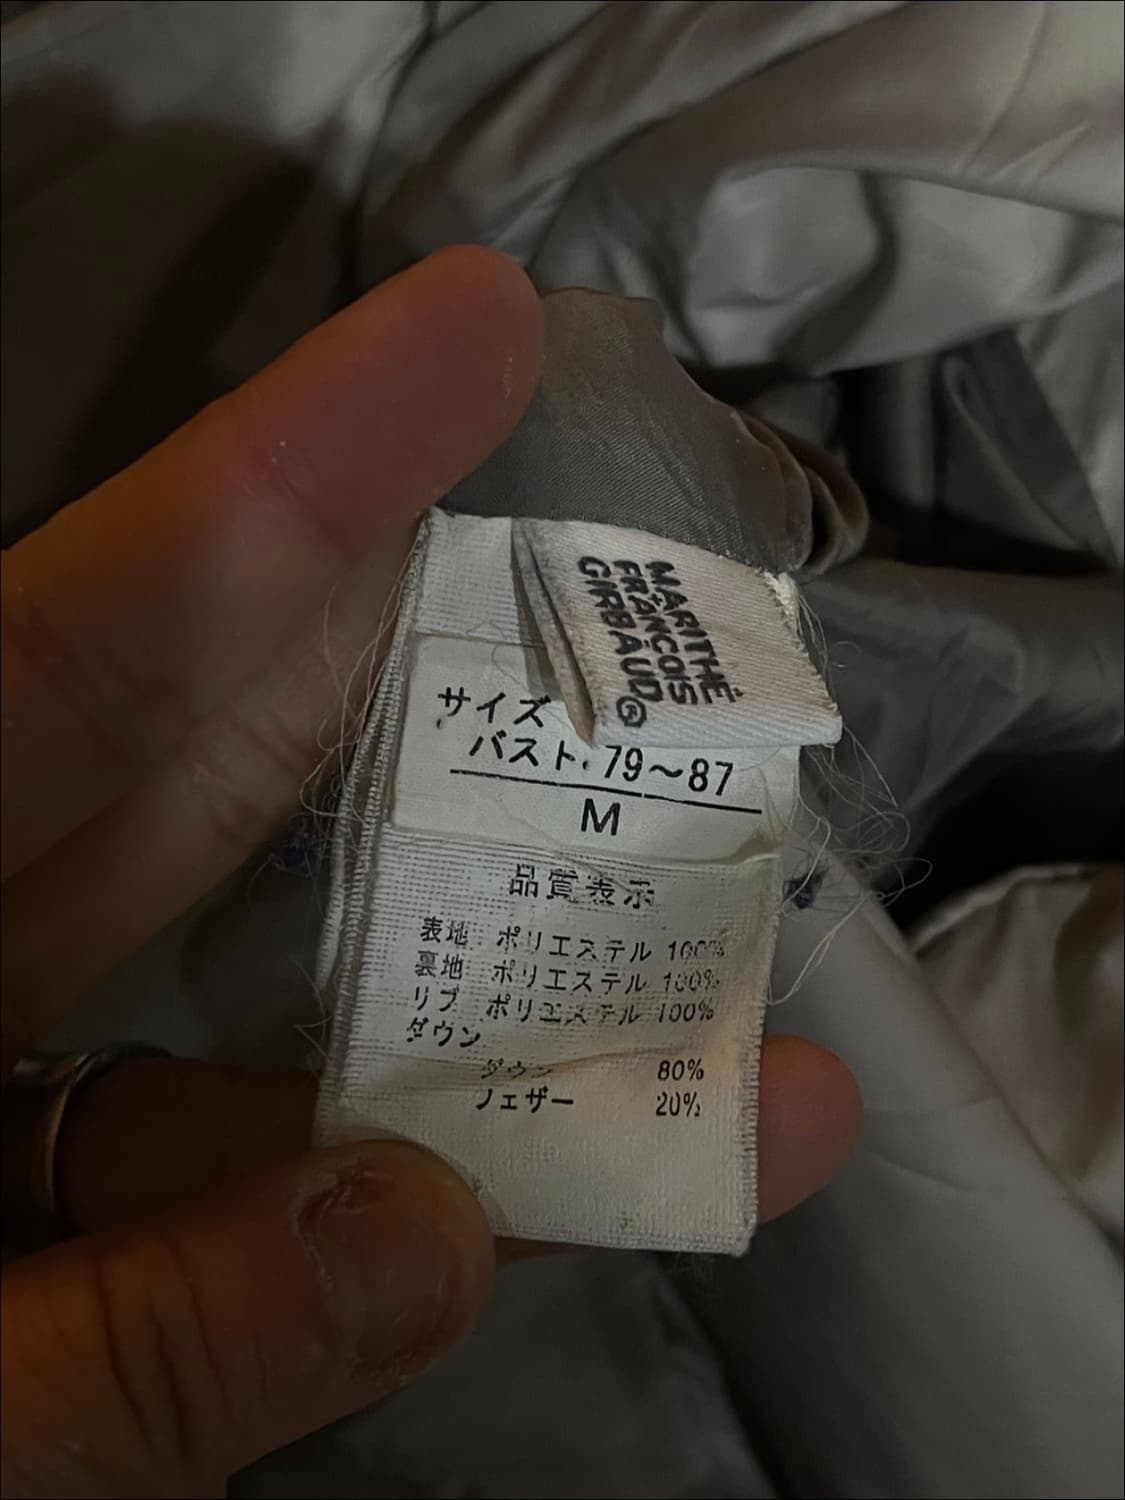 MARITHÉ
+
FRANÇOIS
GIRBAUD®
サイズ
バスト 79～87
M
品質表示
表地 ポリエステル 100%
裏地 ポリエステル 100%
リブ ポリエステル 100%
ダウン
ダウン 80%
フェザー 20%